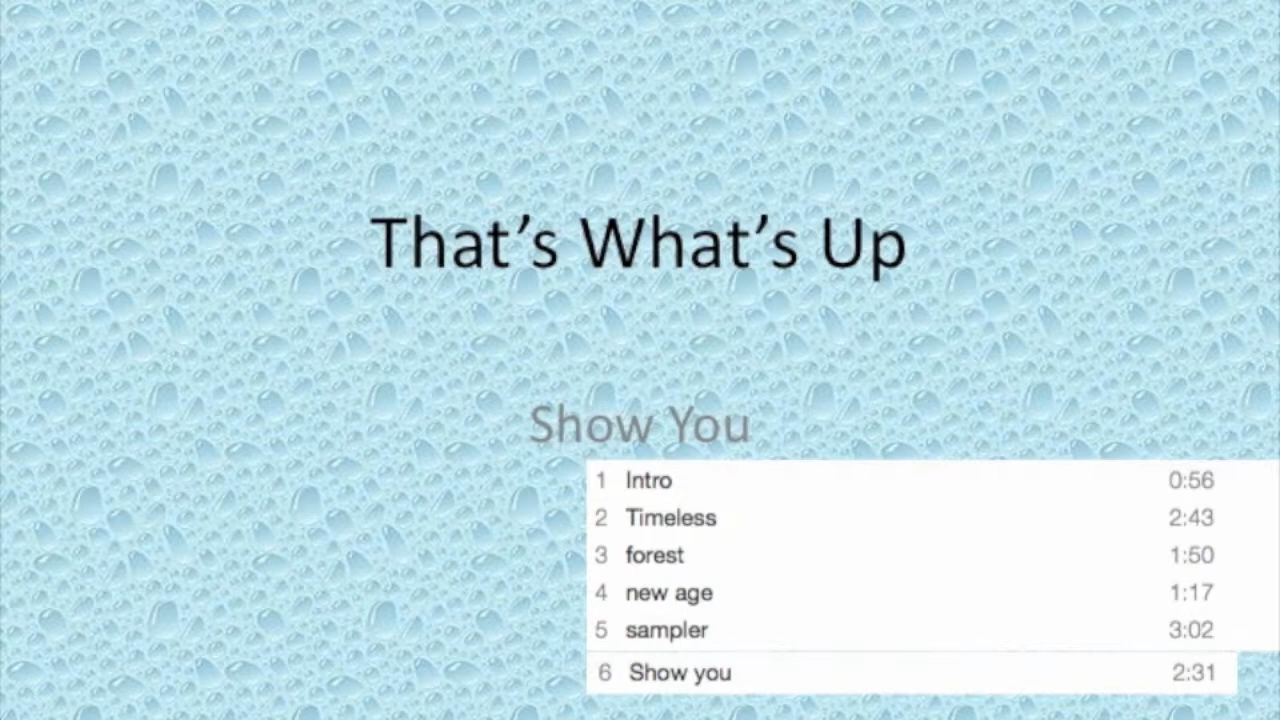 That’s What’s Up
Show You
1 Intro 0:56
2 Timeless 2:43
3 forest 1:50
4 new age 1:17
5 sampler 3:02
6 Show you 2:31